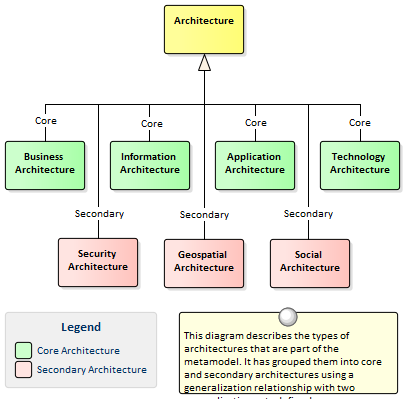 Architecture
Core
Core
Core
Core
Business
Architecture
Information
Architecture
Application
Architecture
Technology
Architecture
Secondary
Secondary
Secondary
Security
Architecture
Geospatial
Architecture
Social
Architecture
Legend
Core Architecture
Secondary Architecture
This diagram describes the types of
architectures that are part of the
metamodel. It has grouped them into core
and secondary architectures using a
generalization relationship with two